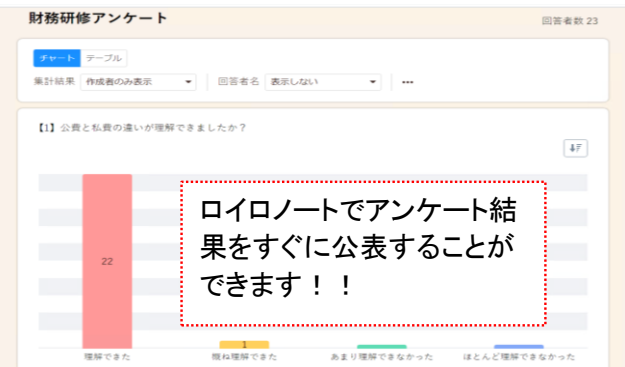 財務研修アンケート
回答者数 23
チャート テーブル
集計結果 作成者のみ表示 回答者名 表示しない •••
【1】公費と私費の違いが理解できましたか?
ロイロノートでアンケート結
果をすぐに公表することが
できます!!
22
1
理解できた 概ね理解できた あまり理解できなかった ほとんど理解できなかった